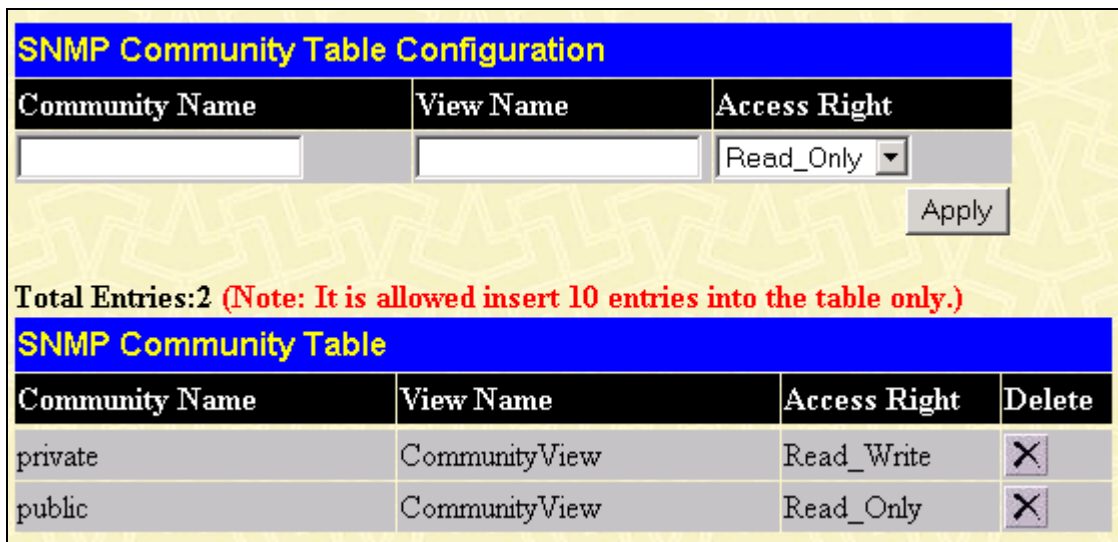 SNMP Community Table Configuration
Community Name View Name Access Right
Read_Only
Apply
Total Entries:2 (Note: It is allowed insert 10 entries into the table only.)
SNMP Community Table
Community Name View Name Access Right Delete
private CommunityView Read_Write
public CommunityView Read_Only